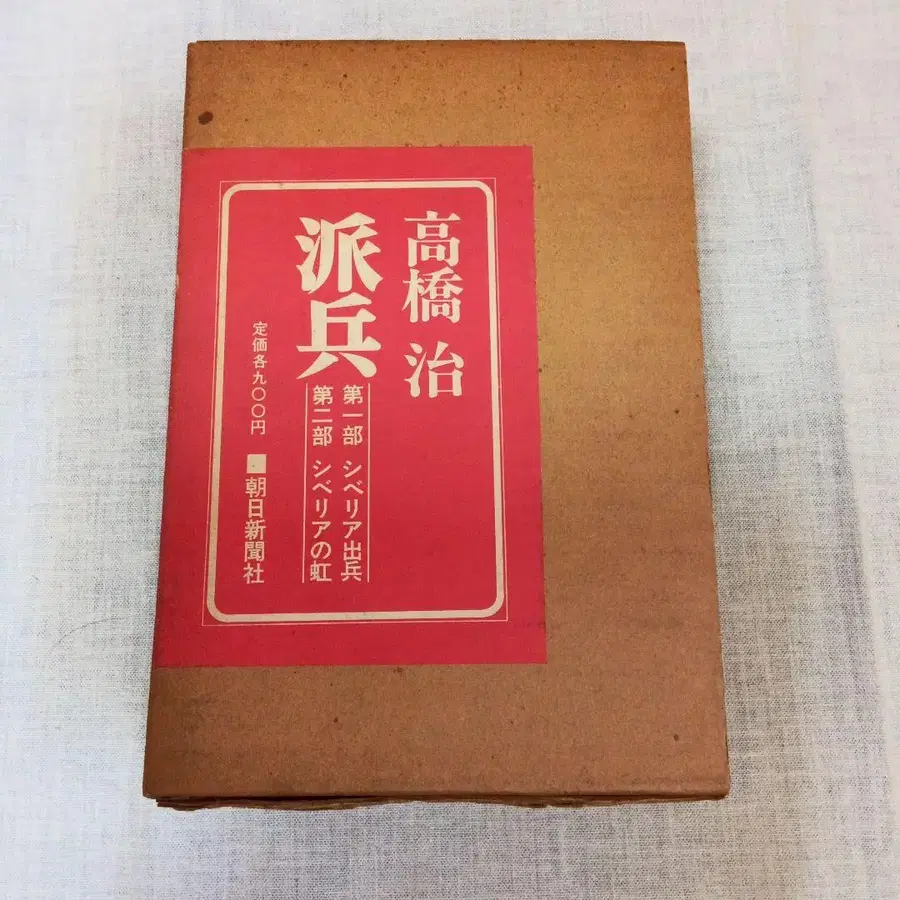 高橋 治
派兵
第一部 シベリア出兵
第二部 シベリアの虹
定価各九〇〇円
■朝日新聞社